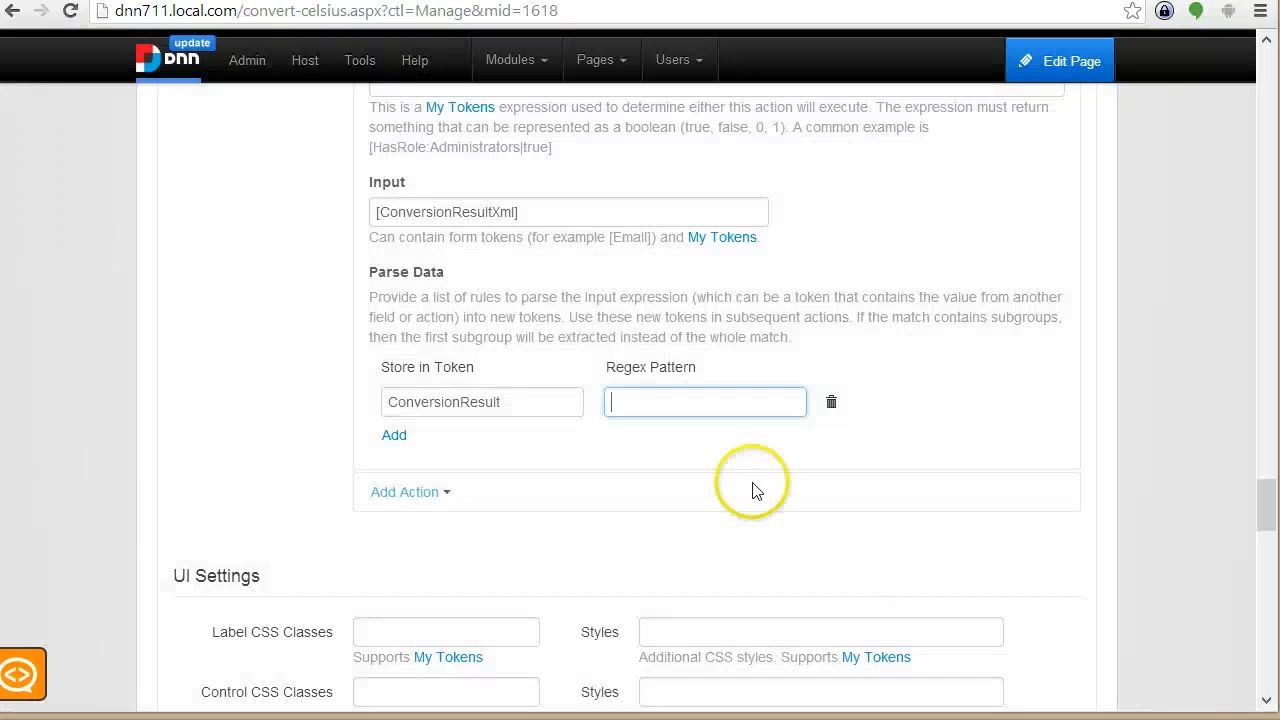 dnn711.local.com/convert-celsius.aspx?ctl=Manage&mid=1618
update
DNN Admin Host Tools Help Modules Pages Users Edit Page
This is a My Tokens expression used to determine either this action will execute. The expression must return
something that can be represented as a boolean (true, false, 0, 1). A common example is
[HasRole:Administrators|true]
Input
[ConversionResultXml]
Can contain form tokens (for example [Email]) and My Tokens.
Parse Data
Provide a list of rules to parse the Input expression (which can be a token that contains the value from another
field or action) into new tokens. Use these new tokens in subsequent actions. If the match contains subgroups,
then the first subgroup will be extracted instead of the whole match.
Store in Token Regex Pattern
ConversionResult
Add
Add Action
UI Settings
Label CSS Classes Styles
Supports My Tokens Additional CSS styles. Supports My Tokens
Control CSS Classes Styles